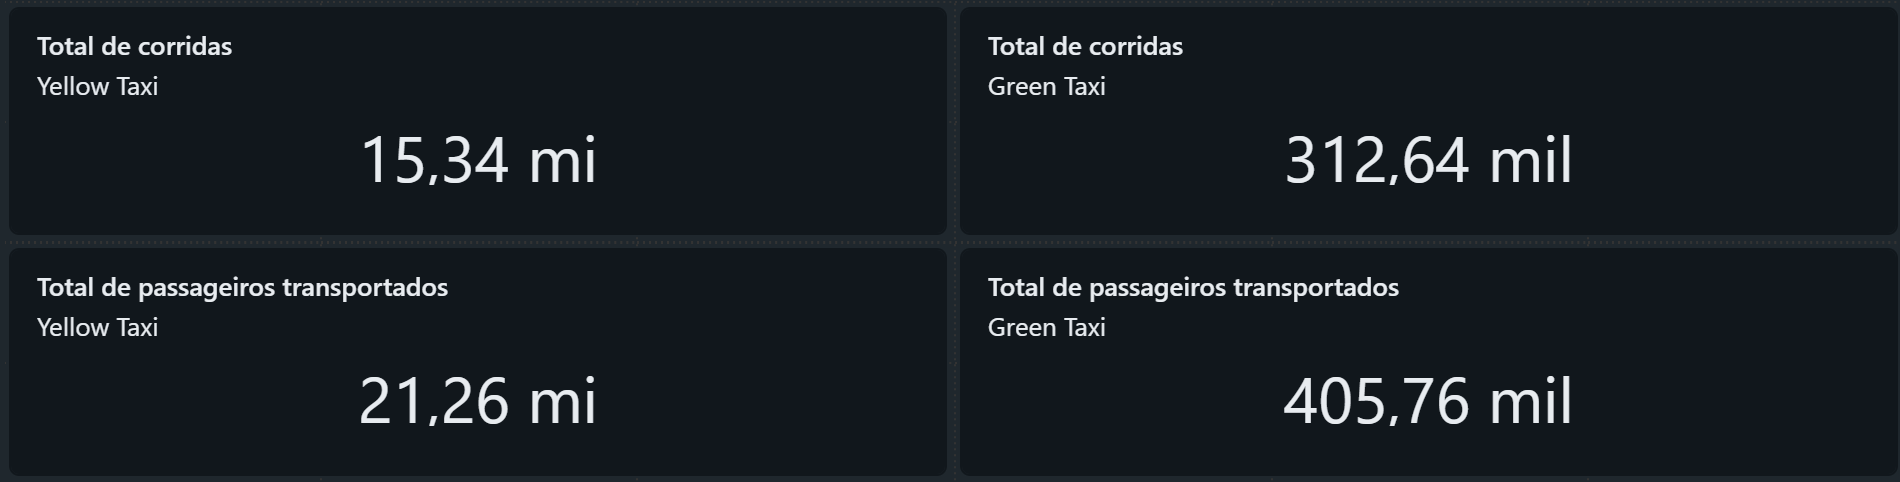 Total de corridas
Yellow Taxi
15,34 mi
Total de corridas
Green Taxi
312,64 mil
Total de passageiros transportados
Yellow Taxi
21,26 mi
Total de passageiros transportados
Green Taxi
405,76 mil